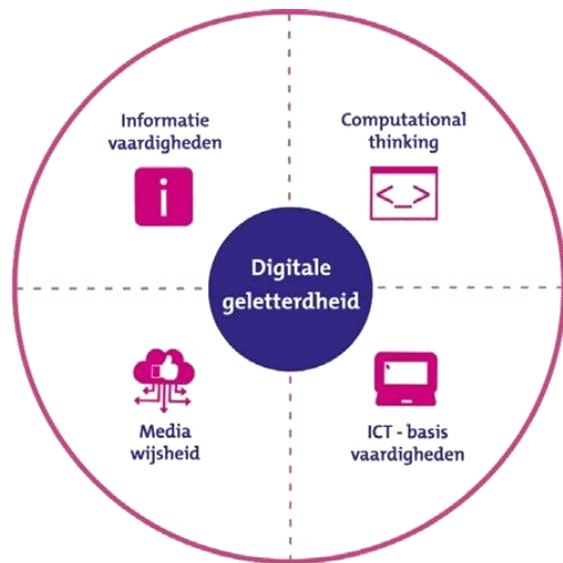 Informatie
vaardigheden
i
Computational
thinking
<_>
Digitale
geletterdheid
Media
wijsheid
ICT - basis
vaardigheden